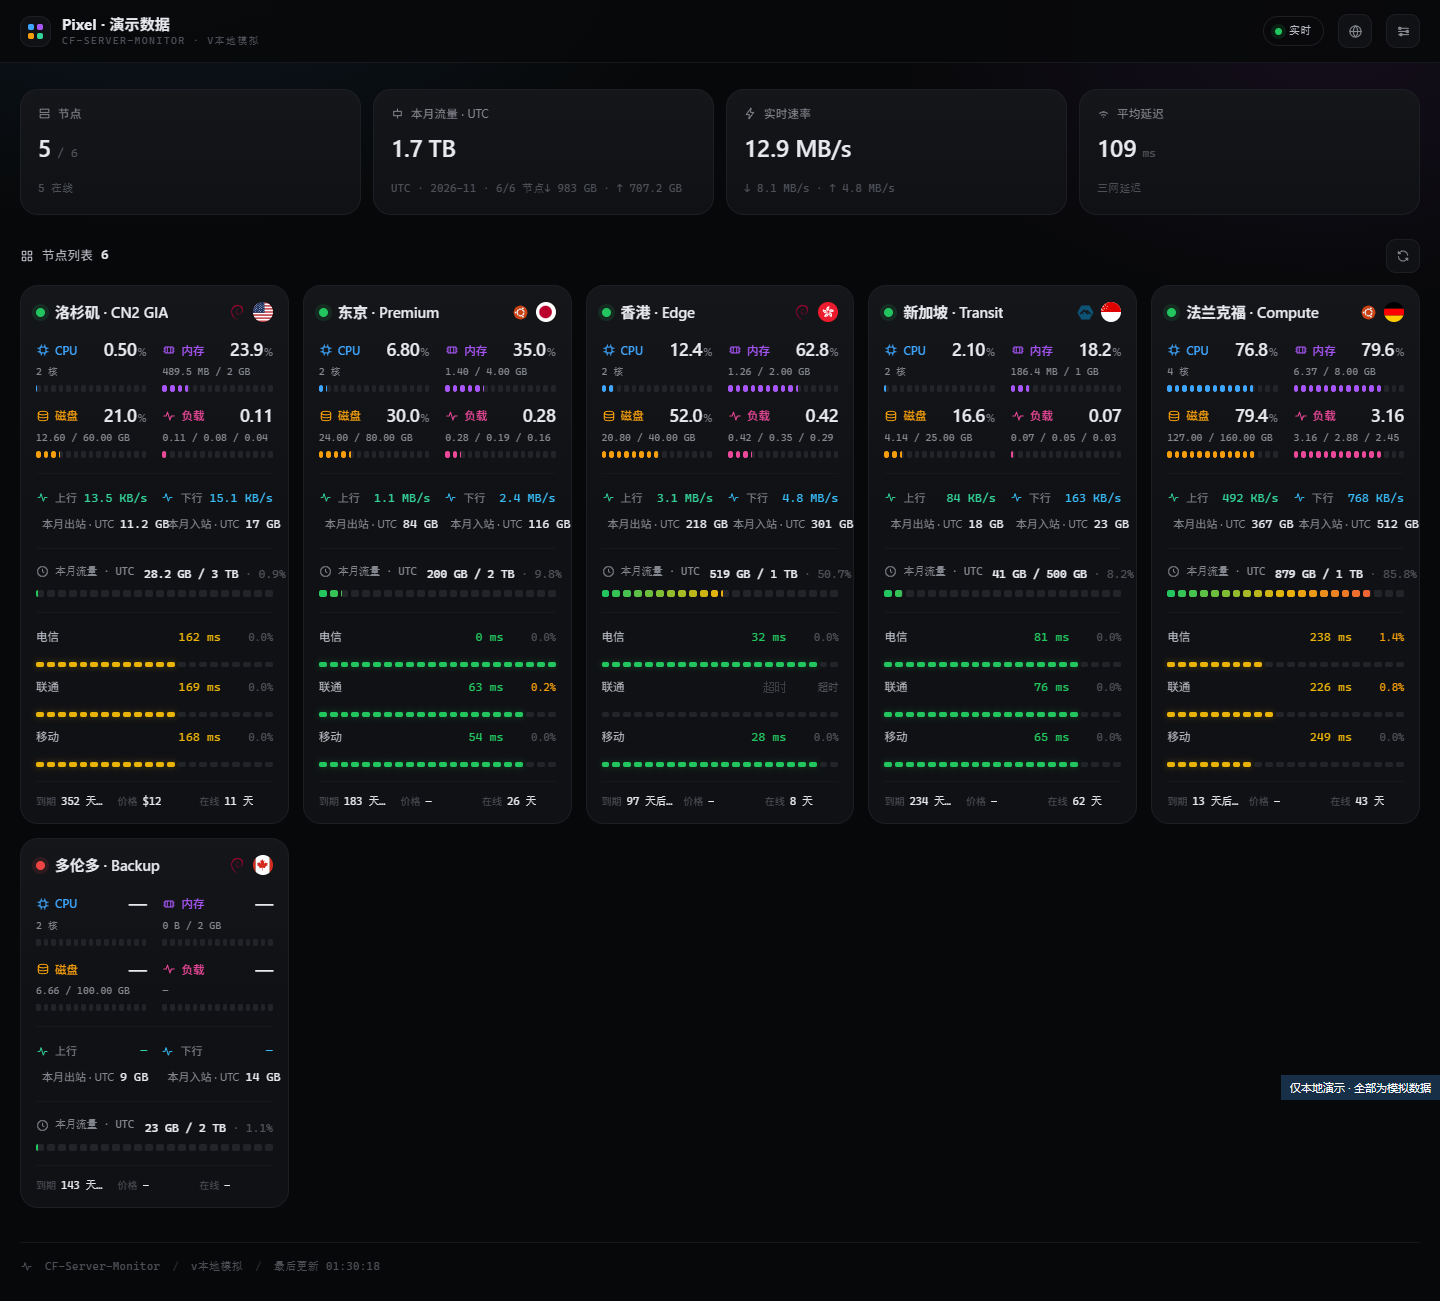 Pixel · 演示数据
CF-SERVER-MONITOR · V本地模拟
实时
节点
5 / 6
5 在线
本月流量 · UTC
1.7 TB
UTC · 2026-11 · 6/6 节点↓ 983 GB · ↑ 707.2 GB
实时速率
12.9 MB/s
↓ 8.1 MB/s · ↑ 4.8 MB/s
平均延迟
109 ms
三网延迟
节点列表 6
洛杉矶 · CN2 GIA
CPU 0.50% 内存 23.9%
2 核 489.5 MB / 2 GB
磁盘 21.0% 负载 0.11
12.60 / 60.00 GB 0.11 / 0.08 / 0.04
上行 13.5 KB/s 下行 15.1 KB/s
本月出站 · UTC 11.2 GB 本月入站 · UTC 17 GB
本月流量 · UTC 28.2 GB / 3 TB · 0.9%
电信 162 ms 0.0%
联通 169 ms 0.0%
移动 168 ms 0.0%
到期 352 天… 价格 $12 在线 11 天
东京 · Premium
CPU 6.80% 内存 35.0%
2 核 1.40 / 4.00 GB
磁盘 30.0% 负载 0.28
24.00 / 80.00 GB 0.28 / 0.19 / 0.16
上行 1.1 MB/s 下行 2.4 MB/s
本月出站 · UTC 84 GB 本月入站 · UTC 116 GB
本月流量 · UTC 200 GB / 2 TB · 9.8%
电信 0 ms 0.0%
联通 63 ms 0.2%
移动 54 ms 0.0%
到期 183 天… 价格 — 在线 26 天
香港 · Edge
CPU 12.4% 内存 62.8%
2 核 1.26 / 2.00 GB
磁盘 52.0% 负载 0.42
20.80 / 40.00 GB 0.42 / 0.35 / 0.29
上行 3.1 MB/s 下行 4.8 MB/s
本月出站 · UTC 218 GB 本月入站 · UTC 301 GB
本月流量 · UTC 519 GB / 1 TB · 50.7%
电信 32 ms 0.0%
联通 超时 超时
移动 28 ms 0.0%
到期 97 天后… 价格 — 在线 8 天
新加坡 · Transit
CPU 2.10% 内存 18.2%
2 核 186.4 MB / 1 GB
磁盘 16.6% 负载 0.07
4.14 / 25.00 GB 0.07 / 0.05 / 0.03
上行 84 KB/s 下行 163 KB/s
本月出站 · UTC 18 GB 本月入站 · UTC 23 GB
本月流量 · UTC 41 GB / 500 GB · 8.2%
电信 81 ms 0.0%
联通 76 ms 0.0%
移动 65 ms 0.0%
到期 234 天… 价格 — 在线 62 天
法兰克福 · Compute
CPU 76.8% 内存 79.6%
4 核 6.37 / 8.00 GB
磁盘 79.4% 负载 3.16
127.00 / 160.00 GB 3.16 / 2.88 / 2.45
上行 492 KB/s 下行 768 KB/s
本月出站 · UTC 367 GB 本月入站 · UTC 512 GB
本月流量 · UTC 879 GB / 1 TB · 85.8%
电信 238 ms 1.4%
联通 226 ms 0.8%
移动 249 ms 0.0%
到期 13 天后… 价格 — 在线 43 天
多伦多 · Backup
CPU — 内存 —
2 核 0 B / 2 GB
磁盘 — 负载 —
6.66 / 100.00 GB —
上行 — 下行 —
本月出站 · UTC 9 GB 本月入站 · UTC 14 GB
本月流量 · UTC 23 GB / 2 TB · 1.1%
到期 143 天… 价格 — 在线 —
仅本地演示 · 全部为模拟数据
CF-Server-Monitor / v本地模拟 / 最后更新 01:30:18